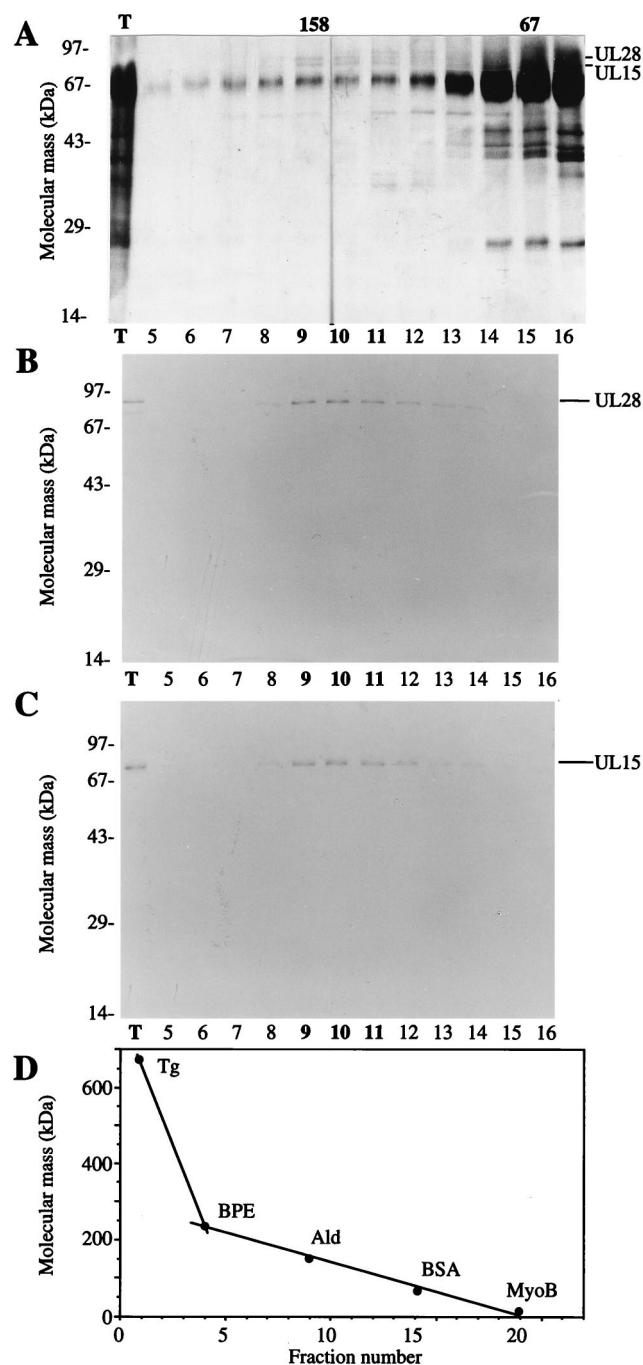 A
T 158 67
Molecular mass (kDa)
97-
67-
43-
29-
14-
UL28
UL15
T 5 6 7 8 9 10 11 12 13 14 15 16
B
Molecular mass (kDa)
97-
67-
43-
29-
14-
UL28
T 5 6 7 8 9 10 11 12 13 14 15 16
C
Molecular mass (kDa)
97-
67-
43-
29-
14-
UL15
T 5 6 7 8 9 10 11 12 13 14 15 16
D
Molecular mass (kDa)
600
400
200
0
Tg
BPE
Ald
BSA
MyoB
0 5 10 15 20
Fraction number